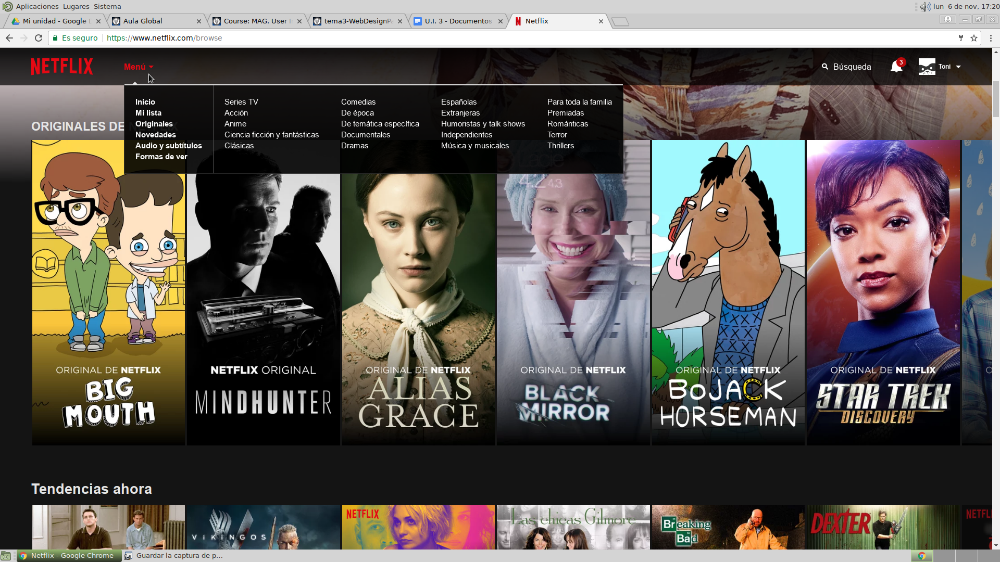 Aplicaciones Lugares Sistema
lun 6 de nov, 17:20
Mi unidad - Google
Aula Global
Course: MAG. User
tema3-WebDesignPa
U.I. 3 - Documentos
Netflix
Es seguro
https://www.netflix.com/browse
NETFLIX
Menú
Búsqueda
3
Toni
Inicio
Mi lista
Originales
Novedades
Audio y subtítulos
Formas de ver
Series TV
Acción
Anime
Ciencia ficción y fantásticas
Clásicas
Comedias
De época
De temática específica
Documentales
Dramas
Españolas
Extranjeras
Humoristas y talk shows
Independientes
Música y musicales
Para toda la familia
Premiadas
Románticas
Terror
Thrillers
ORIGINALES DE
Lacie
4.2 4.3
ORIGINAL DE NETFLIX
BIG
MOUTH
NETFLIX ORIGINAL
MINDHUNTER
ORIGINAL DE NETFLIX
ALIAS
GRACE
ORIGINAL DE NETFLIX
BLACK
MIRROR
ORIGINAL DE NETFLIX
BOJACK
HORSEMAN
ORIGINAL DE NETFLIX
STAR TREK
DISCOVERY
Tendencias ahora
VIKINGOS
NETFLIX
Las chicas Gilmore
Breaking
Bad
DEXTER
NETFL
Netflix - Google Chrome
Guardar la captura de p...